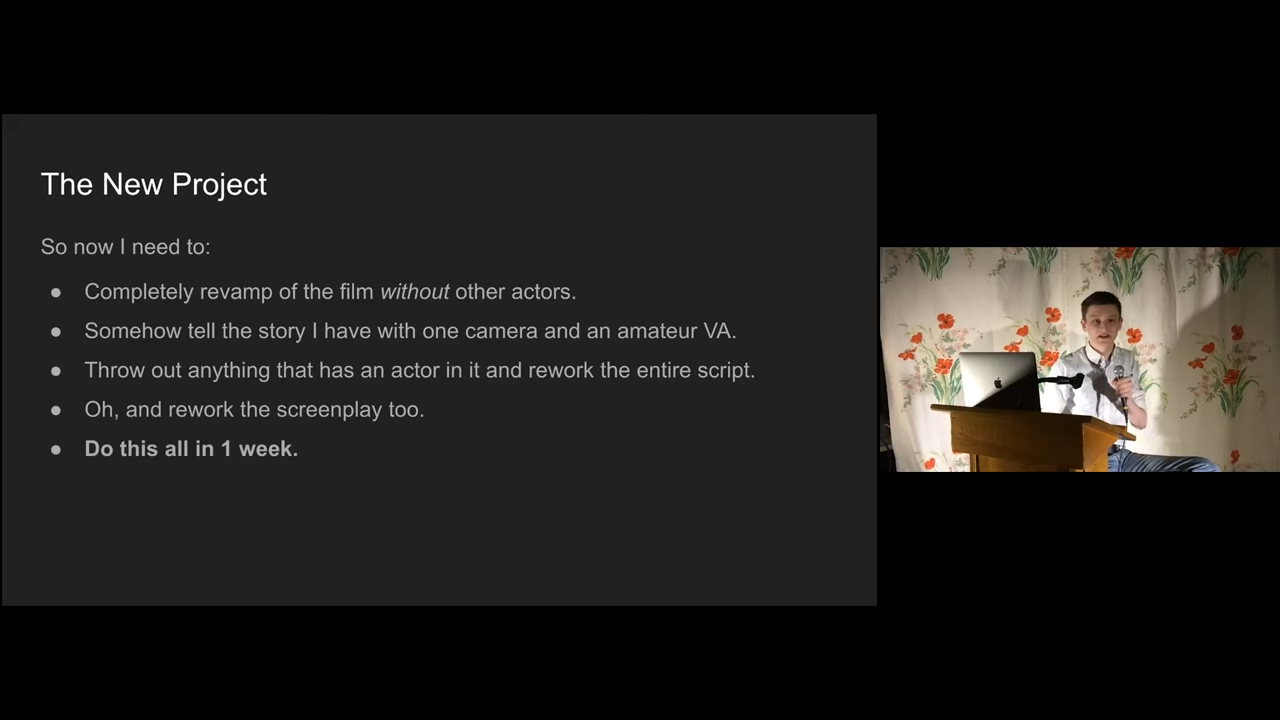 The New Project
So now I need to:
● Completely revamp of the film without other actors.
● Somehow tell the story I have with one camera and an amateur VA.
● Throw out anything that has an actor in it and rework the entire script.
● Oh, and rework the screenplay too.
● Do this all in 1 week.